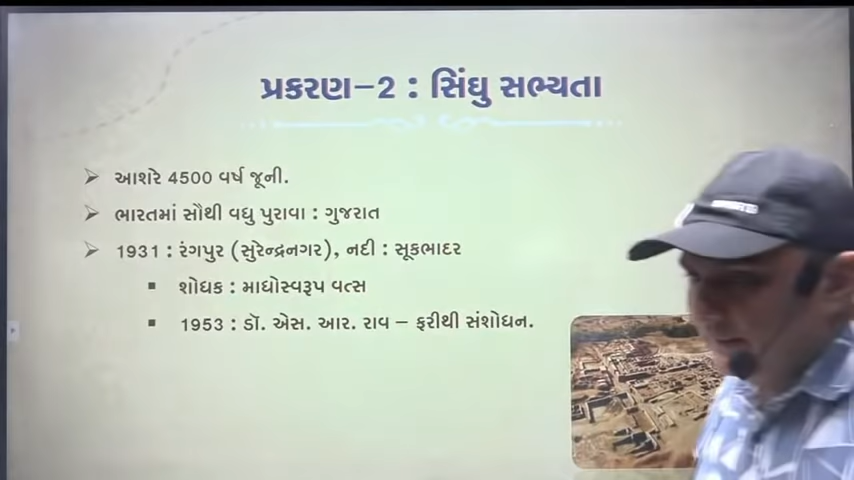 પ્રકરણ-2 : સિંધુ સભ્યતા
આશરે 4500 વર્ષ જૂની.
ભારતમાં સૌથી વધુ પુરાવા : ગુજરાત
1931 : રંગપુર (સુરેન્દ્રનગર), નદી : સૂકભાદર
શોધક : માધોસ્વરૂપ વત્સ
1953 : ડૉ. એસ. આર. રાવ – ફરીથી સંશોધન.